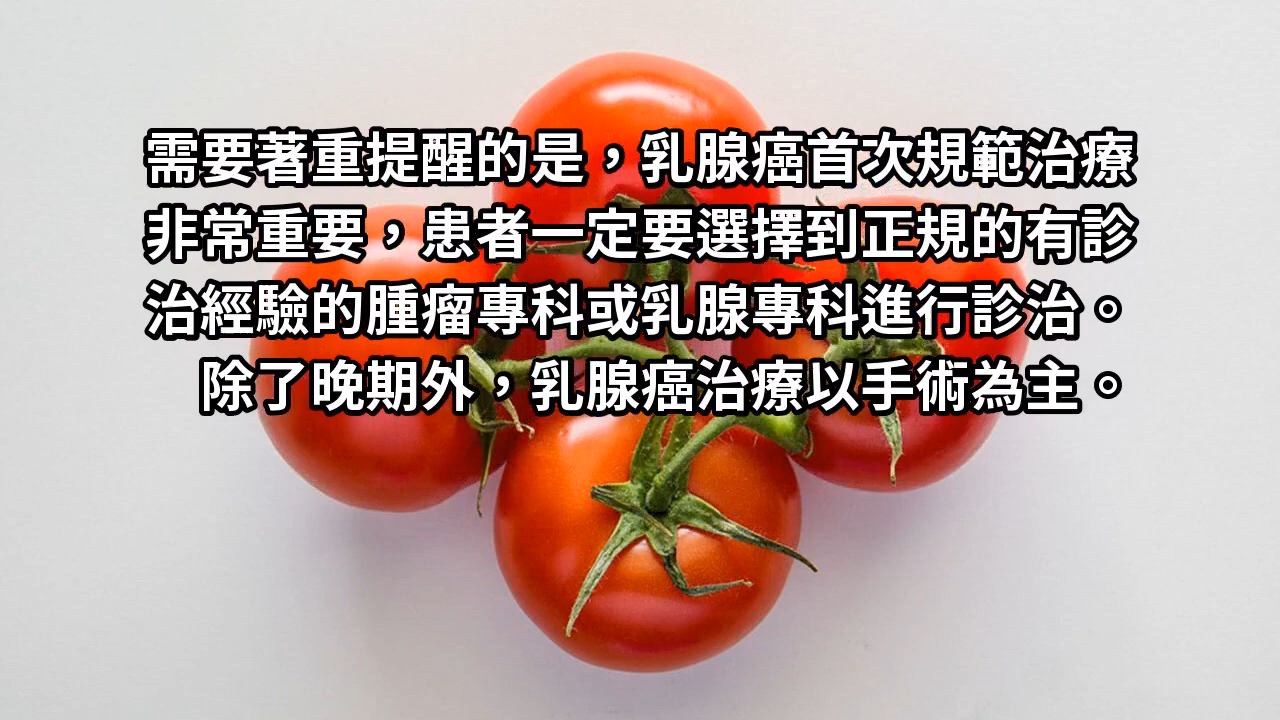 需要著重提醒的是，乳腺癌首次規範治療
非常重要，患者一定要選擇到正規的有診
治經驗的腫瘤專科或乳腺專科進行診治。
除了晚期外，乳腺癌治療以手術為主。